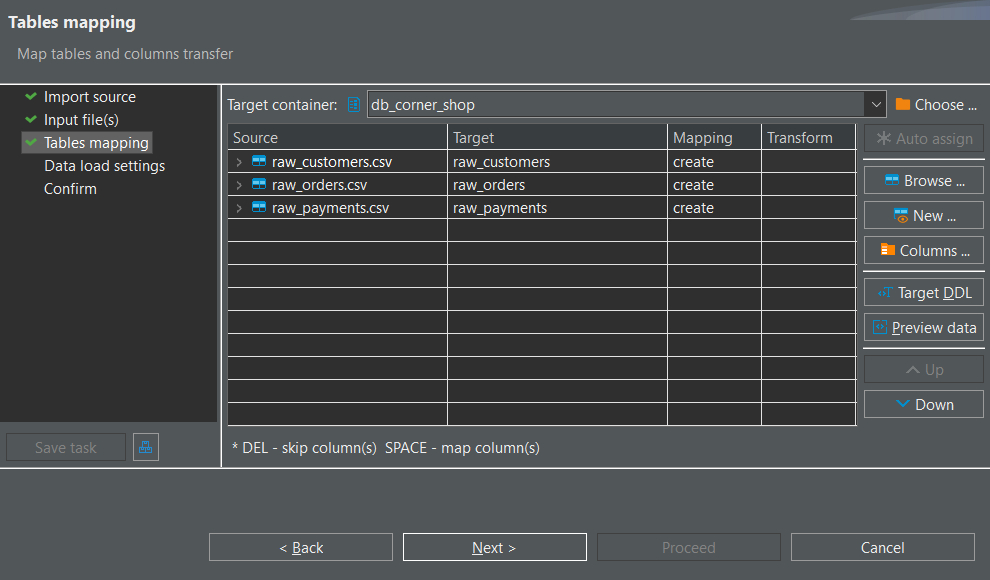 Tables mapping
Map tables and columns transfer
Import source
Input file(s)
Tables mapping
Data load settings
Confirm
Save task
Target container: db_corner_shop Choose ...
Source Target Mapping Transform
raw_customers.csv raw_customers create
raw_orders.csv raw_orders create
raw_payments.csv raw_payments create
Auto assign
Browse ...
New ...
Columns ...
Target DDL
Preview data
Up
Down
* DEL - skip column(s) SPACE - map column(s)
< Back Next > Proceed Cancel